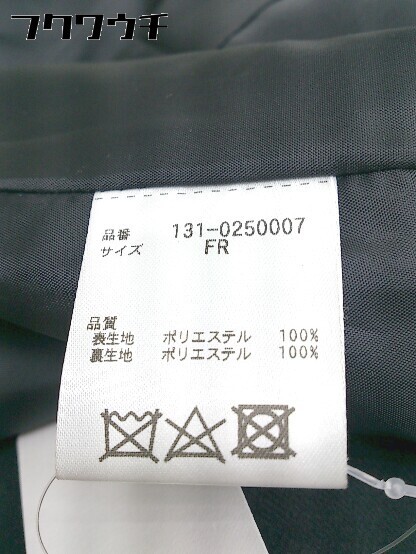 フクワウチ
品番 131-0250007
サイズ FR
品質
表生地 ポリエステル 100%
裏生地 ポリエステル 100%